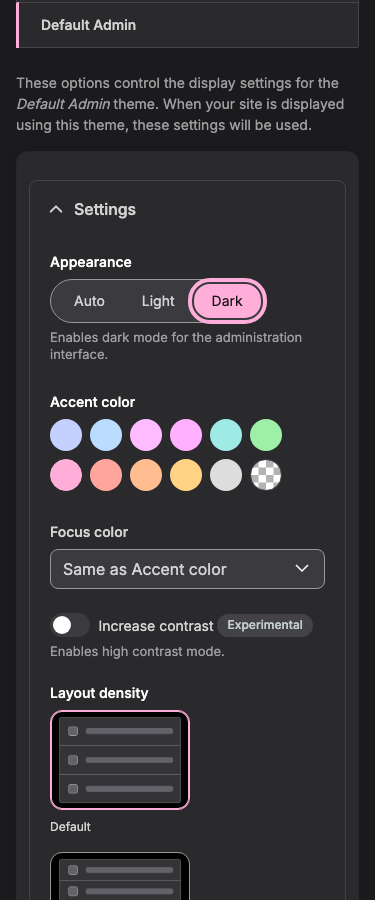 Default Admin
These options control the display settings for the
Default Admin theme. When your site is displayed
using this theme, these settings will be used.
Settings
Appearance
Auto
Light
Dark
Enables dark mode for the administration
interface.
Accent color
Focus color
Same as Accent color
Increase contrast
Experimental
Enables high contrast mode.
Layout density
Default